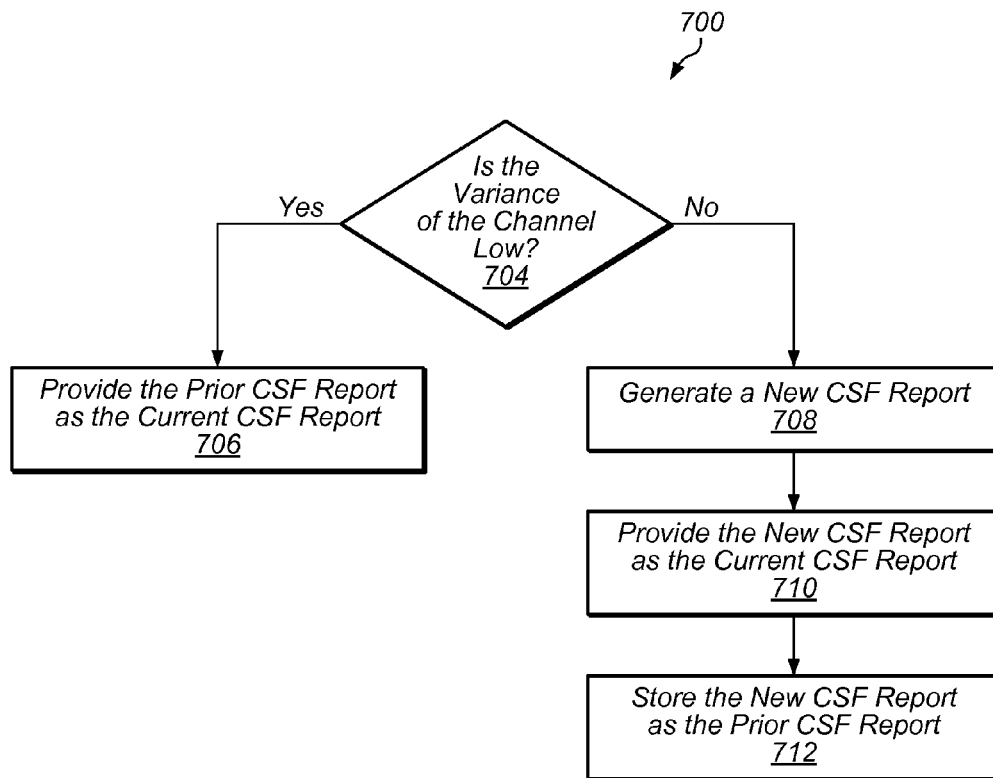 700
Is the
Variance
of the Channel
Low?
704
Yes
No
Provide the Prior CSF Report
as the Current CSF Report
706
Generate a New CSF Report
708
Provide the New CSF Report
as the Current CSF Report
710
Store the New CSF Report
as the Prior CSF Report
712